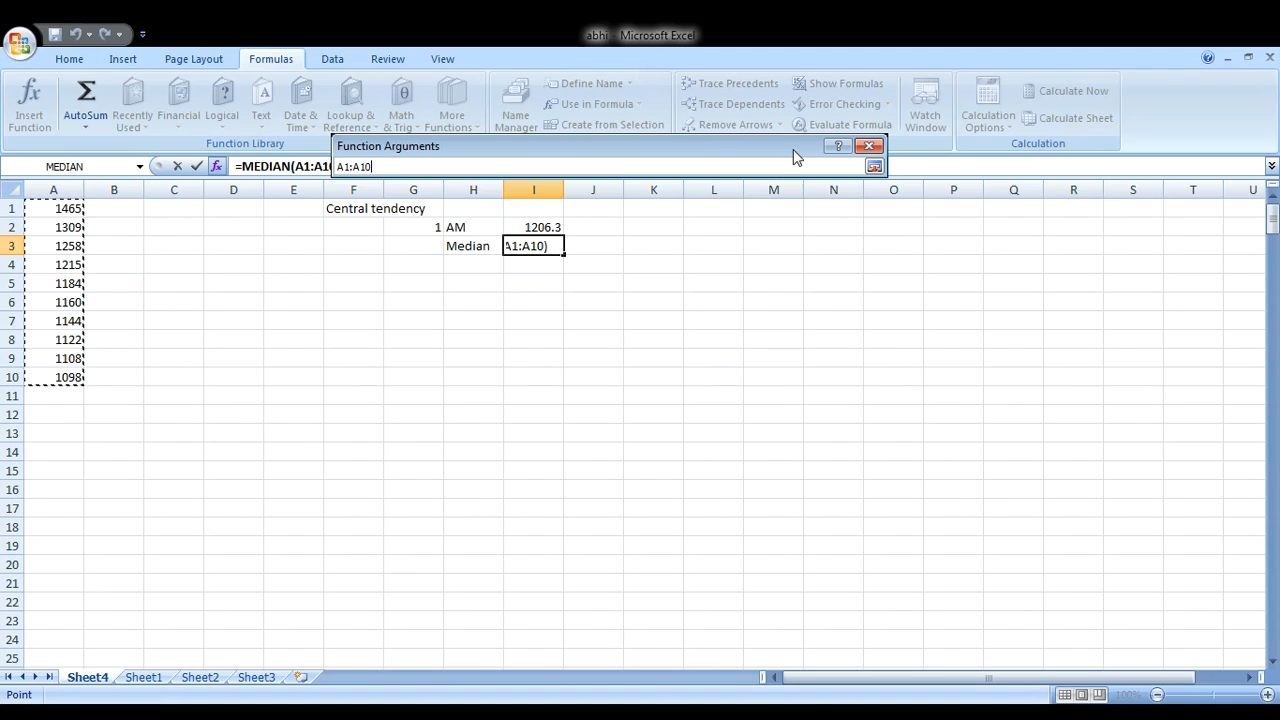 abhi - Microsoft Excel
Home Insert Page Layout Formulas Data Review View
Insert Function
AutoSum
Recently Used
Financial
Logical
Text
Date & Time
Lookup & Reference
Math & Trig
More Functions
Function Library
Name Manager
Define Name
Use in Formula
Create from Selection
Trace Precedents
Trace Dependents
Remove Arrows
Show Formulas
Error Checking
Evaluate Formula
Watch Window
Calculation Options
Calculate Now
Calculate Sheet
Calculation
Function Arguments
A1:A10
MEDIAN
fx
=MEDIAN(A1:A10
A B C D E F G H I J K L M N O P Q R S T U
1 1465 Central tendency
2 1309 1 AM 1206.3
3 1258 Median A1:A10)
4 1215
5 1184
6 1160
7 1144
8 1122
9 1108
10 1098
11
12
13
14
15
16
17
18
19
20
21
22
23
24
25
Sheet4 Sheet1 Sheet2 Sheet3
Point 100%